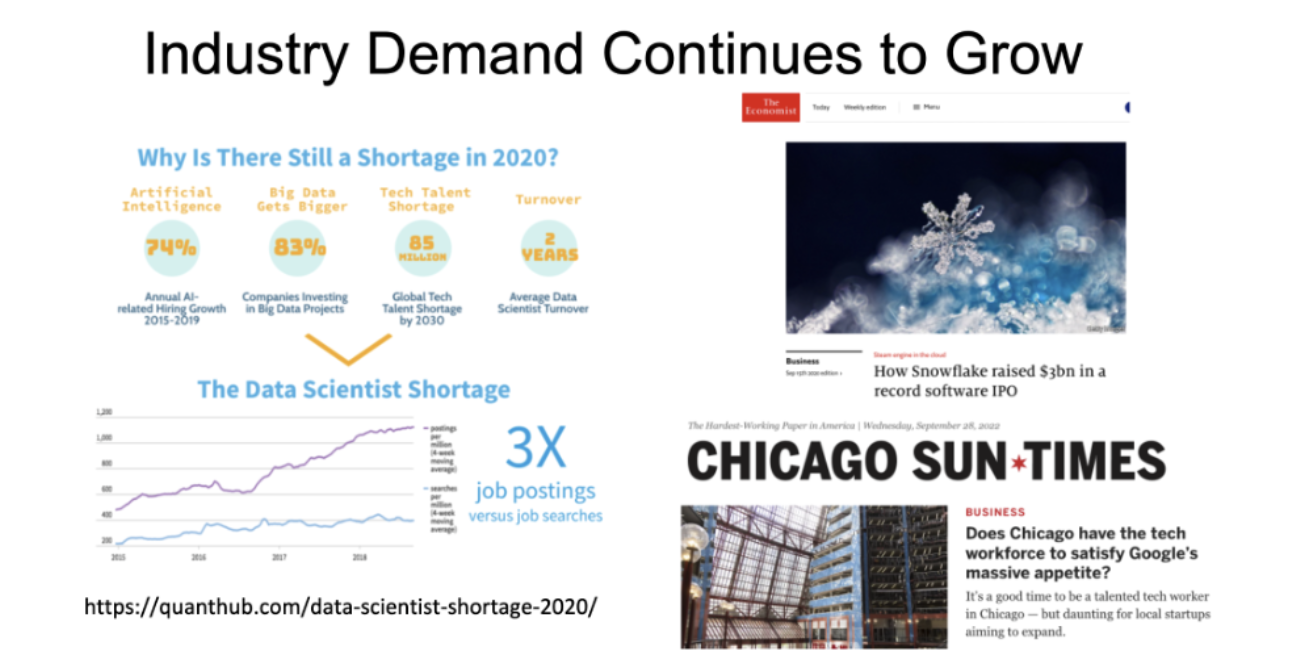 Industry Demand Continues to Grow
Why Is There Still a Shortage in 2020?
Artificial
Intelligence
74%
Annual AI-
related Hiring Growth
2015-2019
Big Data
Gets Bigger
83%
Companies Investing
in Big Data Projects
Tech Talent
Shortage
85
MILLION
Global Tech
Talent Shortage
by 2030
Turnover
2
YEARS
Average Data
Scientist Turnover
The Data Scientist Shortage
1,200
1,000
800
600
400
200
2015
2016
2017
2018
postings
per
million
(4-week
moving
average)
searches
per
million
(4-week
moving
average)
3X
job postings
versus job searches
https://quanthub.com/data-scientist-shortage-2020/
The
Economist
Today
Weekly edition
Menu
Business
Sep 15th 2020 edition
Steam engine in the cloud
How Snowflake raised $3bn in a
record software IPO
The Hardest-Working Paper in America | Wednesday, September 28, 2022
CHICAGO SUN TIMES
BUSINESS
Does Chicago have the tech
workforce to satisfy Google's
massive appetite?
It's a good time to be a talented tech worker
in Chicago — but daunting for local startups
aiming to expand.